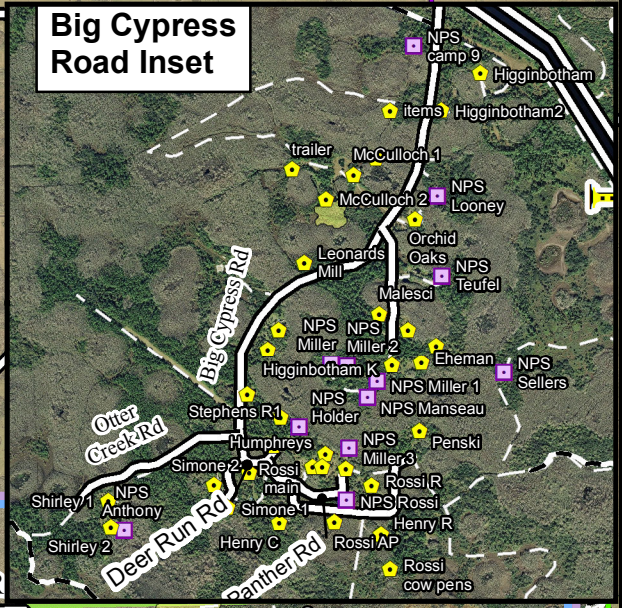 Big Cypress
Road Inset
NPS
camp 9
Higginbotham
items
Higginbotham2
trailer
McCulloch 1
McCulloch 2
NPS
Looney
Orchid
Oaks
Leonards
Mill
NPS
Teufel
Big Cypress Rd
Malesci
NPS
Miller
NPS
Miller 2
Eheman
Higginbotham K
NPS
Sellers
NPS Miller 1
NPS
Holder
NPS Manseau
Stephens R1
Otter
Creek Rd
Humphreys
Penski
NPS
Miller 3
Simone 2
Rossi
main
Rossi R
Shirley 1
NPS
Anthony
NPS Rossi
Simone 1
Deer Run Rd
Henry R
Shirley 2
Henry C
Rossi AP
Panther Rd
Rossi
cow pens